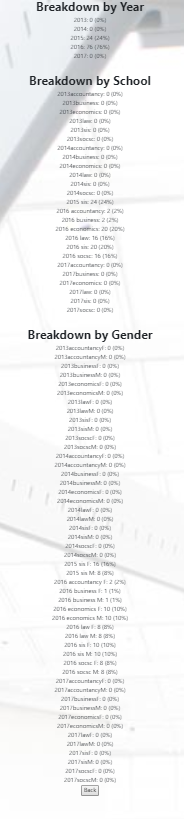 Breakdown by Year
2013: 0 (0%)
2014: 0 (0%)
2015: 24 (24%)
2016: 76 (76%)
2017: 0 (0%)
Breakdown by School
2013accountancy: 0 (0%)
2013business: 0 (0%)
2013economics: 0 (0%)
2013law: 0 (0%)
2013sis: 0 (0%)
2013socsc: 0 (0%)
2014accountancy: 0 (0%)
2014business: 0 (0%)
2014economics: 0 (0%)
2014law: 0 (0%)
2014sis: 0 (0%)
2014socsc: 0 (0%)
2015 sis: 24 (24%)
2016 accountancy: 2 (2%)
2016 business: 2 (2%)
2016 economics: 20 (20%)
2016 law: 16 (16%)
2016 sis: 20 (20%)
2016 socsc: 16 (16%)
2017accountancy: 0 (0%)
2017business: 0 (0%)
2017economics: 0 (0%)
2017law: 0 (0%)
2017sis: 0 (0%)
2017socsc: 0 (0%)
Breakdown by Gender
2013accountancyF: 0 (0%)
2013accountancyM: 0 (0%)
2013businessF: 0 (0%)
2013businessM: 0 (0%)
2013economicsF: 0 (0%)
2013economicsM: 0 (0%)
2013lawF: 0 (0%)
2013lawM: 0 (0%)
2013sisF: 0 (0%)
2013sisM: 0 (0%)
2013socscF: 0 (0%)
2013socscM: 0 (0%)
2014accountancyF: 0 (0%)
2014accountancyM: 0 (0%)
2014businessF: 0 (0%)
2014businessM: 0 (0%)
2014economicsF: 0 (0%)
2014economicsM: 0 (0%)
2014lawF: 0 (0%)
2014lawM: 0 (0%)
2014sisF: 0 (0%)
2014sisM: 0 (0%)
2014socscF: 0 (0%)
2014socscM: 0 (0%)
2015 sis F: 16 (16%)
2015 sis M: 8 (8%)
2016 accountancy F: 2 (2%)
2016 business F: 1 (1%)
2016 business M: 1 (1%)
2016 economics F: 10 (10%)
2016 economics M: 10 (10%)
2016 law F: 8 (8%)
2016 law M: 8 (8%)
2016 sis F: 10 (10%)
2016 sis M: 10 (10%)
2016 socsc F: 8 (8%)
2016 socsc M: 8 (8%)
2017accountancyF: 0 (0%)
2017accountancyM: 0 (0%)
2017businessF: 0 (0%)
2017businessM: 0 (0%)
2017economicsF: 0 (0%)
2017economicsM: 0 (0%)
2017lawF: 0 (0%)
2017lawM: 0 (0%)
2017sisF: 0 (0%)
2017sisM: 0 (0%)
2017socscF: 0 (0%)
2017socscM: 0 (0%)
Back